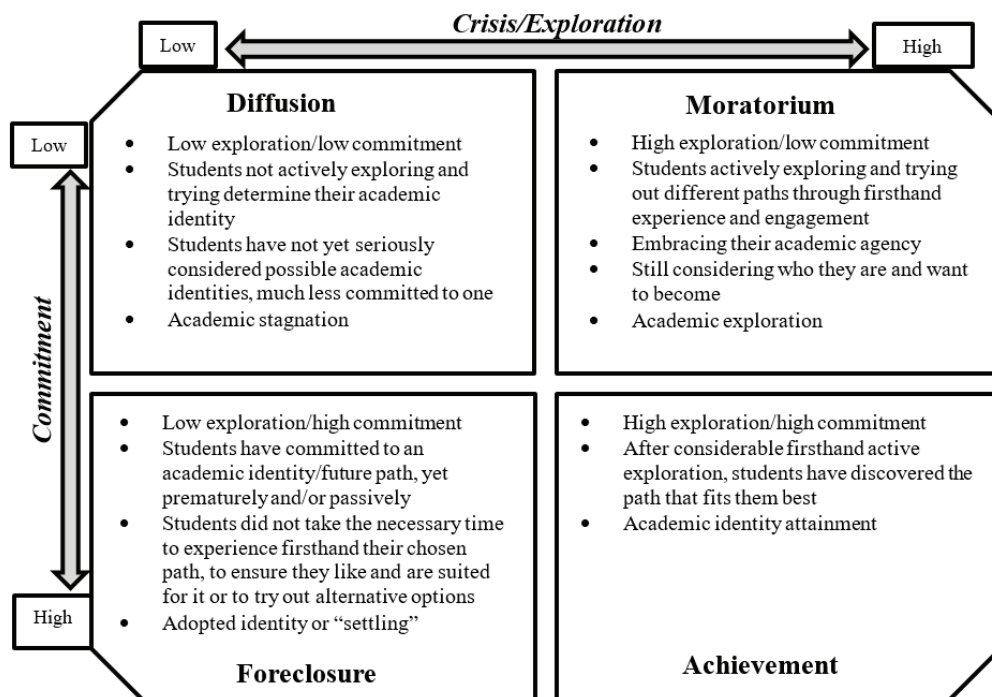 Crisis/Exploration
Low
High
Low
Commitment
High
Diffusion
• Low exploration/low commitment
• Students not actively exploring and
trying determine their academic
identity
• Students have not yet seriously
considered possible academic
identities, much less committed to one
• Academic stagnation
Moratorium
• High exploration/low commitment
• Students actively exploring and trying
out different paths through firsthand
experience and engagement
• Embracing their academic agency
• Still considering who they are and want
to become
• Academic exploration
• Low exploration/high commitment
• Students have committed to an
academic identity/future path, yet
prematurely and/or passively
• Students did not take the necessary time
to experience firsthand their chosen
path, to ensure they like and are suited
for it or to try out alternative options
• Adopted identity or “settling”
Foreclosure
• High exploration/high commitment
• After considerable firsthand active
exploration, students have discovered the
path that fits them best
• Academic identity attainment
Achievement